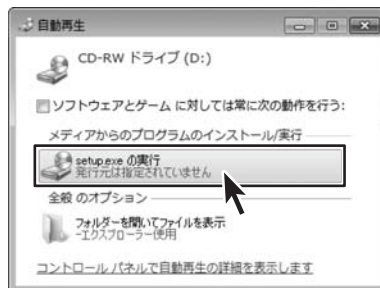 自動再生
CD-RW ドライブ (D:)
ソフトウェアとゲーム に対しては常に次の動作を行う:
メディアからのプログラムのインストール/実行
setup.exe の実行
発行元は指定されていません
全般 のオプション
フォルダーを開いてファイルを表示
-エクスプローラー使用
コントロール パネルで自動再生の詳細を表示します